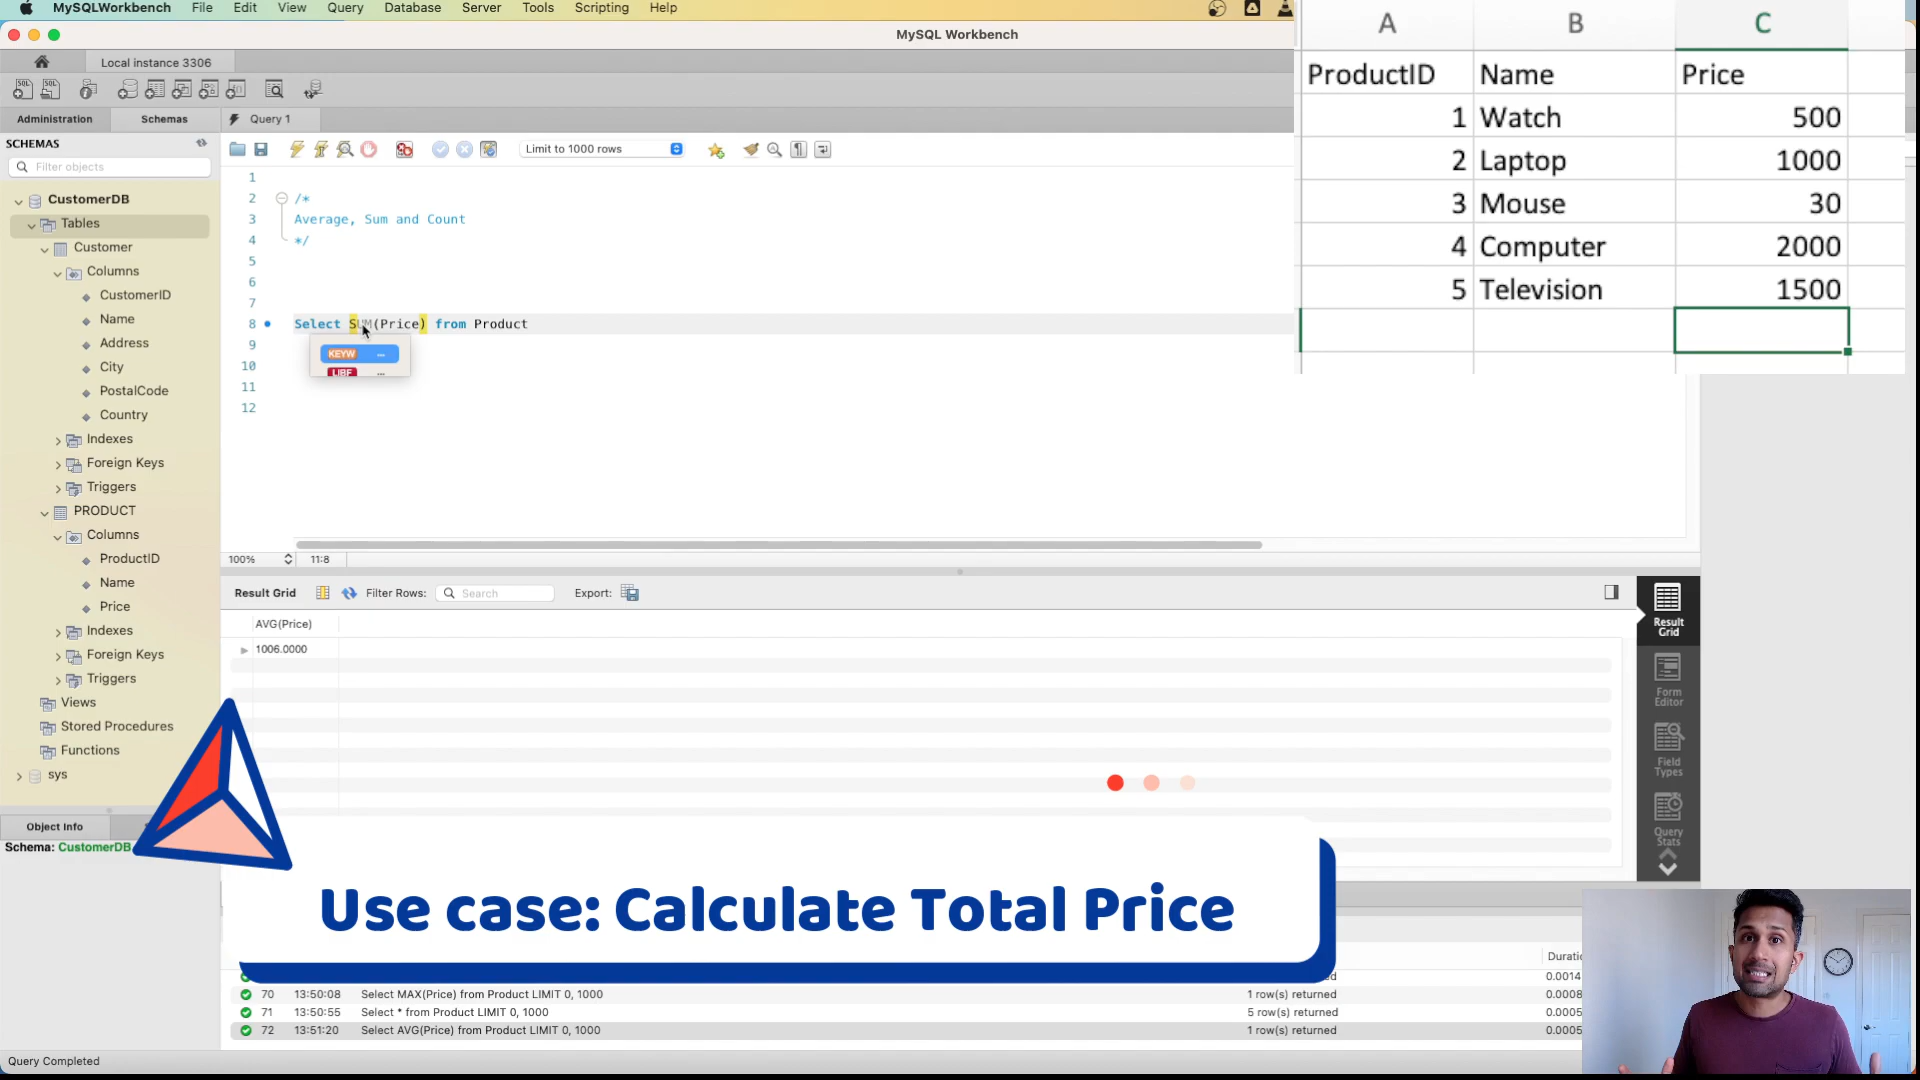 MySQLWorkbench File Edit View Query Database Server Tools Scripting Help
MySQL Workbench
Local instance 3306
Administration Schemas Query 1
SCHEMAS
Filter objects
CustomerDB
Tables
Customer
Columns
CustomerID
Name
Address
City
PostalCode
Country
Indexes
Foreign Keys
Triggers
PRODUCT
Columns
ProductID
Name
Price
Indexes
Foreign Keys
Triggers
Views
Stored Procedures
Functions
sys
Object Info
Schema: CustomerDB
Limit to 1000 rows
1
2 /*
3 Average, Sum and Count
4 */
5
6
7
8 Select SUM(Price) from Product
9
10
11
12
KEYW ...
100% 11:8
A B C
ProductID Name Price
1 Watch 500
2 Laptop 1000
3 Mouse 30
4 Computer 2000
5 Television 1500
Result Grid Filter Rows: Search Export:
AVG(Price)
1006.0000
Result Grid
Form Editor
Field Types
Query Stats
Use case: Calculate Total Price
0.0014
70 13:50:08 Select MAX(Price) from Product LIMIT 0, 1000 1 row(s) returned 0.0008
71 13:50:55 Select * from Product LIMIT 0, 1000 5 row(s) returned 0.0005
72 13:51:20 Select AVG(Price) from Product LIMIT 0, 1000 1 row(s) returned 0.0005
Query Completed